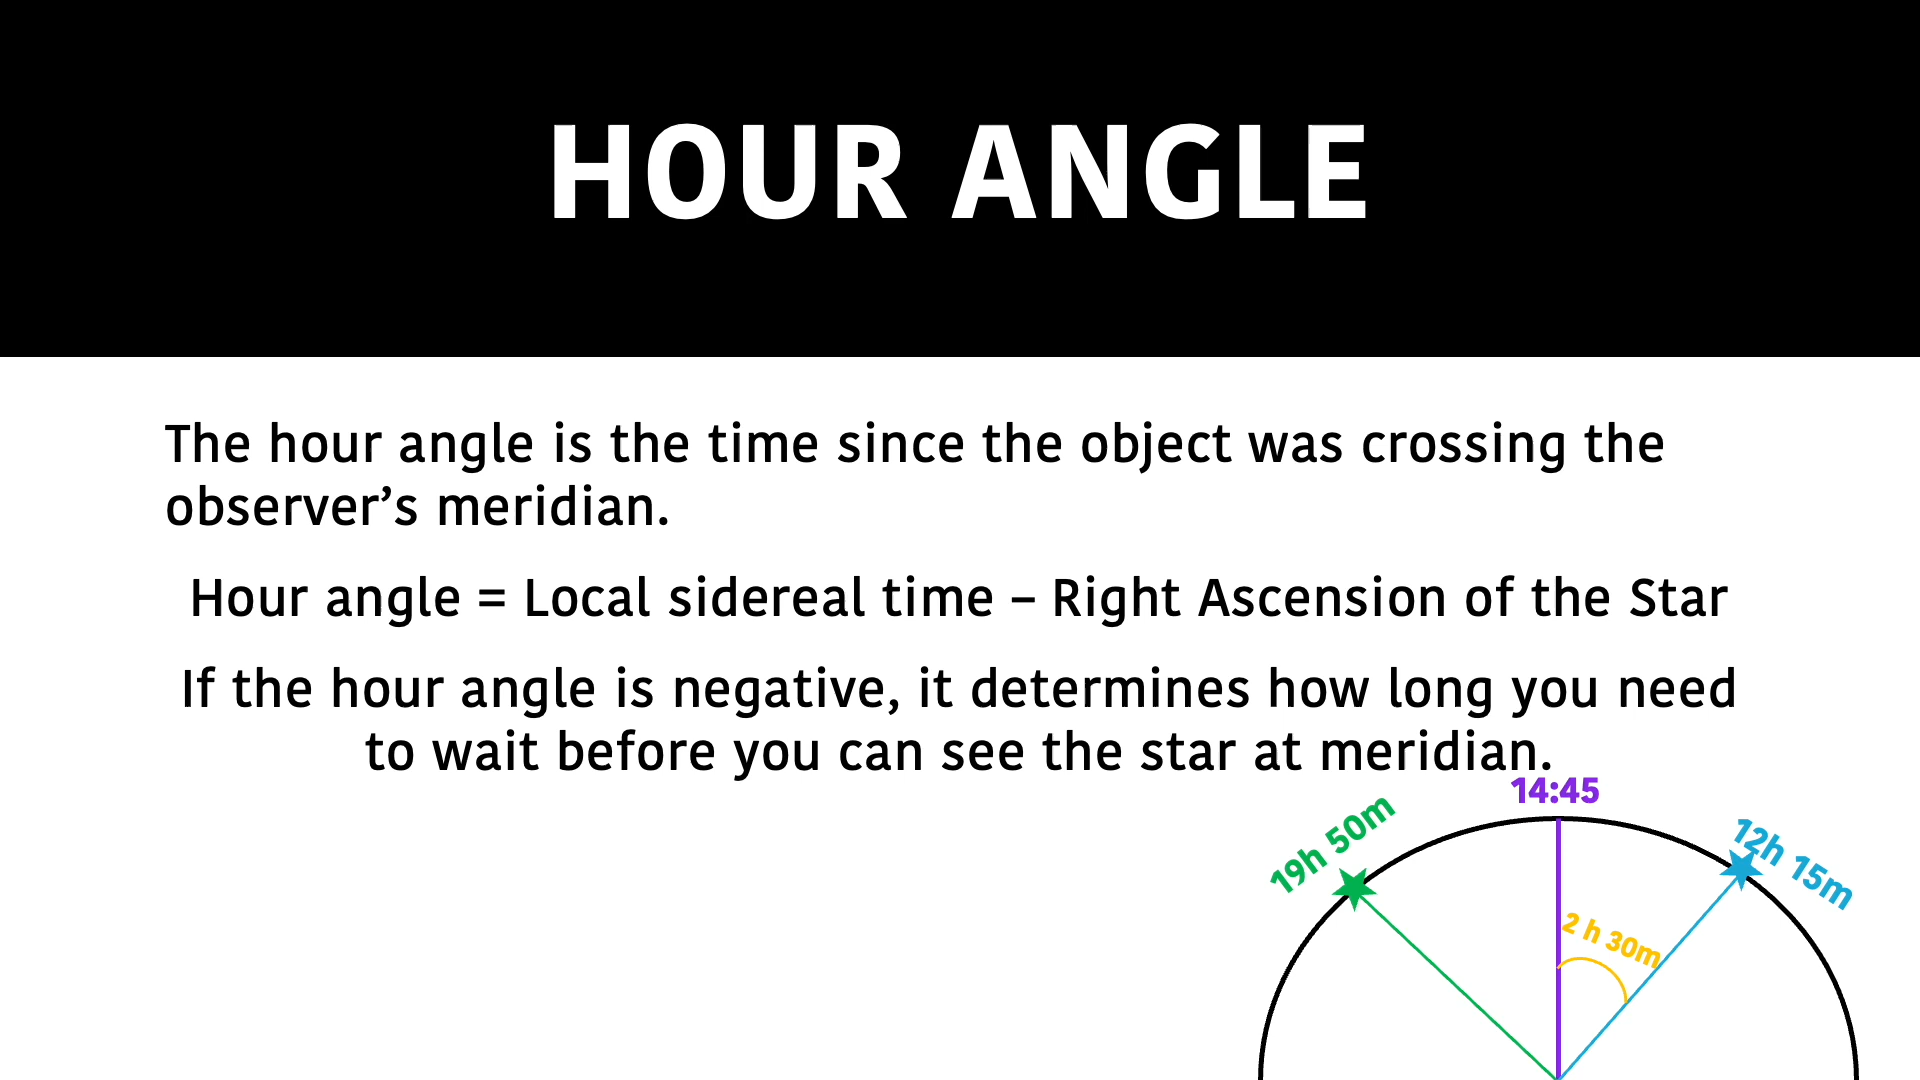 HOUR ANGLE
The hour angle is the time since the object was crossing the
observer’s meridian.
Hour angle = Local sidereal time – Right Ascension of the Star
If the hour angle is negative, it determines how long you need
to wait before you can see the star at meridian.
14:45
19h 50m
12h 15m
2 h 30m